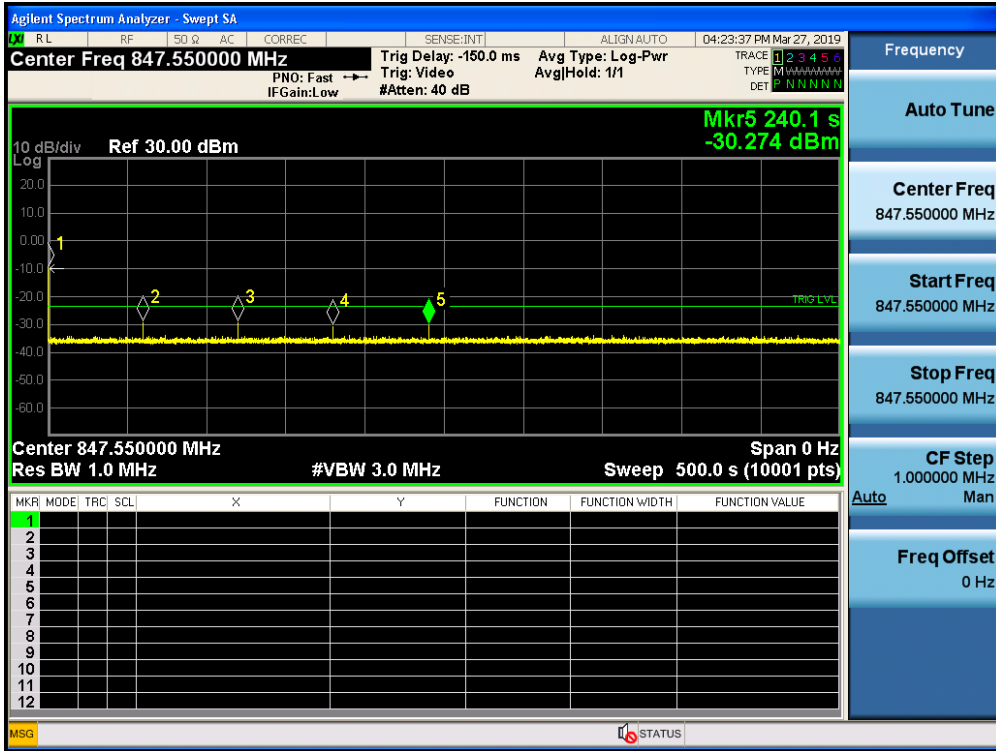 Agilent Spectrum Analyzer - Swept SA
LXI RL RF 50 Ω AC CORREC SENSE:INT ALIGN AUTO 04:23:37 PM Mar 27, 2019
Center Freq 847.550000 MHz
PNO: Fast
IFGain:Low
Trig Delay: -150.0 ms
Trig: Video
#Atten: 40 dB
Avg Type: Log-Pwr
Avg|Hold: 1/1
TRACE 1 2 3 4 5 6
TYPE M WWWWW
DET P N N N N N
Mkr5 240.1 s
-30.274 dBm
10 dB/div Ref 30.00 dBm
Log
20.0
10.0
0.00
-10.0
-20.0
-30.0
-40.0
-50.0
-60.0
1
2
3
4
5
TRIG LVL
Center 847.550000 MHz Span 0 Hz
Res BW 1.0 MHz #VBW 3.0 MHz Sweep 500.0 s (10001 pts)
MKR MODE TRC SCL X Y FUNCTION FUNCTION WIDTH FUNCTION VALUE
1
2
3
4
5
6
7
8
9
10
11
12
MSG STATUS
Frequency
Auto Tune
Center Freq
847.550000 MHz
Start Freq
847.550000 MHz
Stop Freq
847.550000 MHz
CF Step
1.000000 MHz
Auto Man
Freq Offset
0 Hz